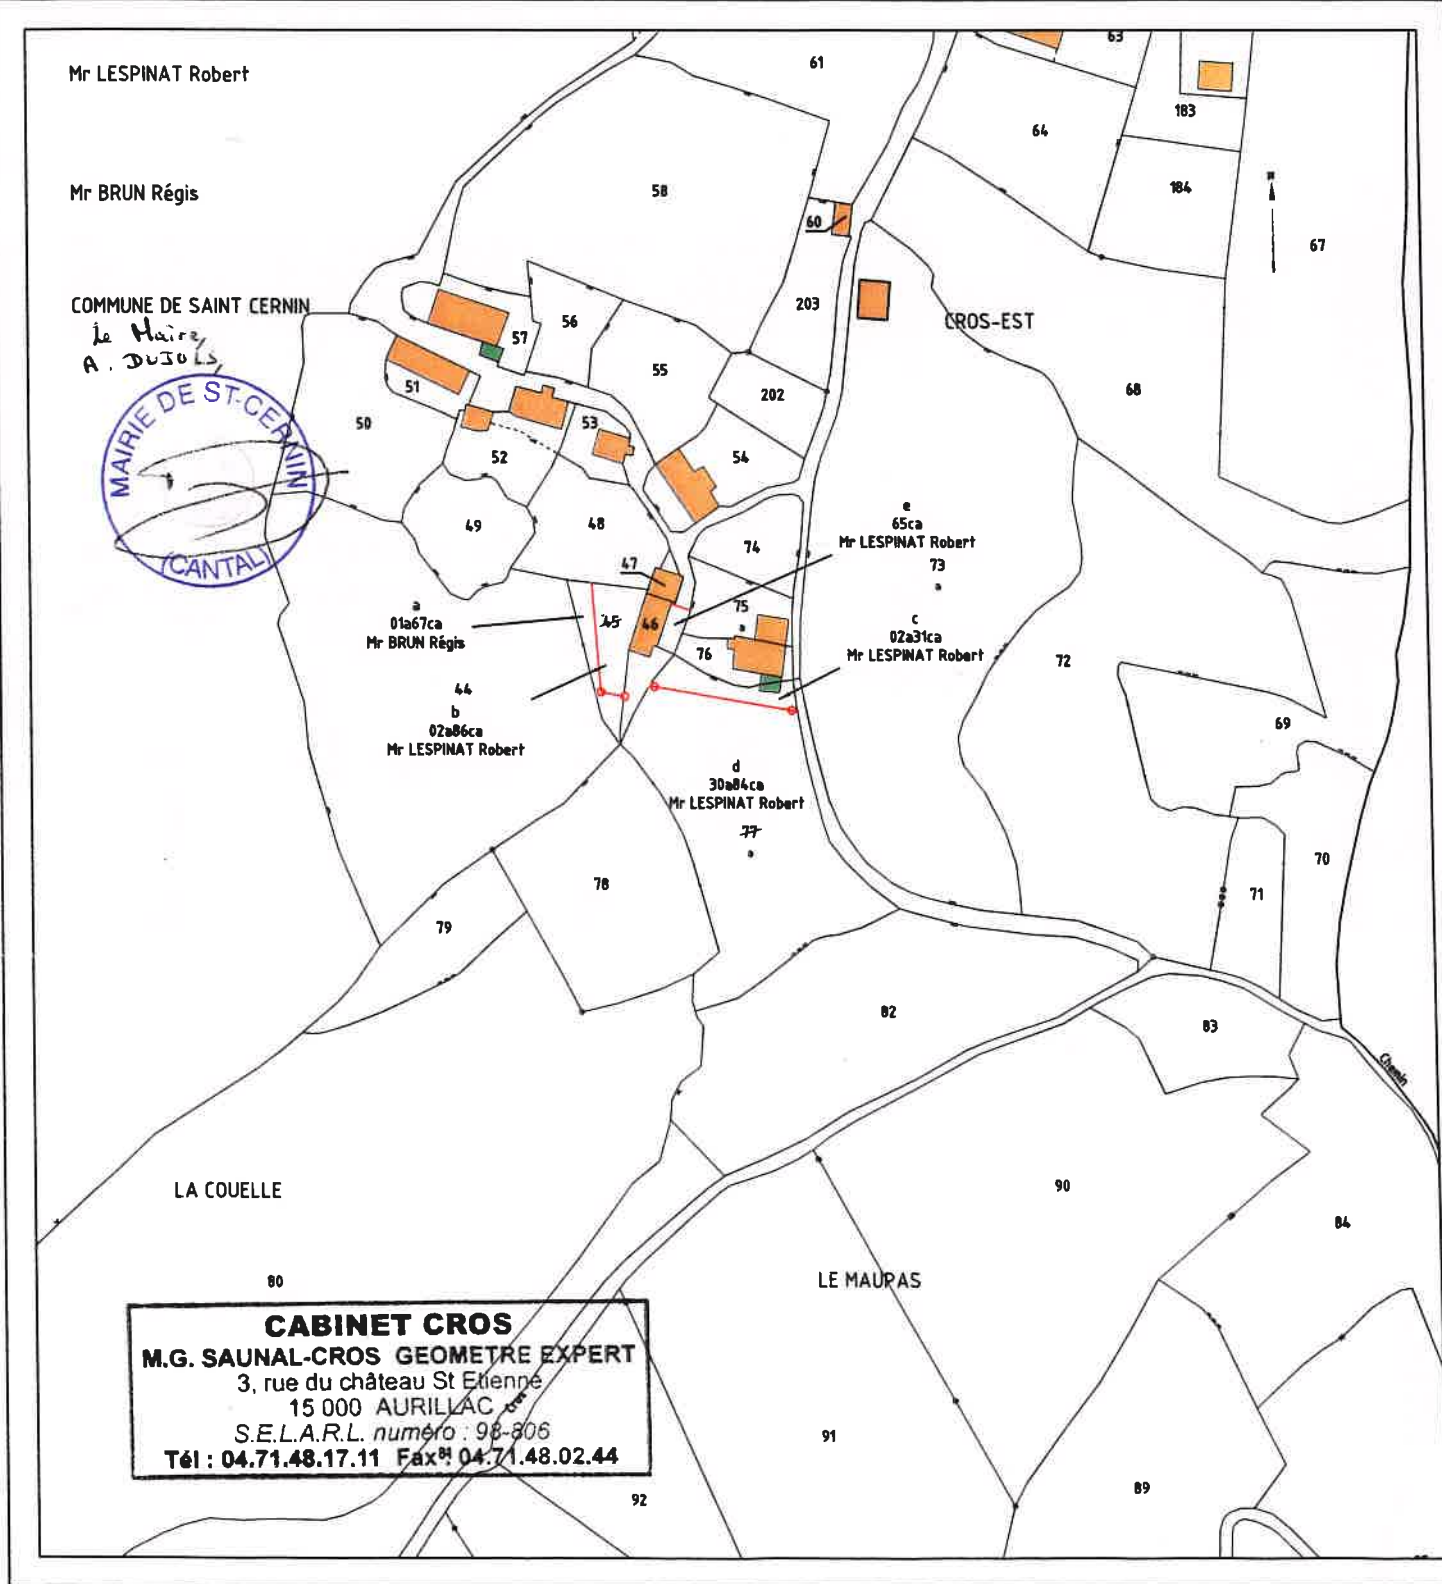 Mr LESPINAT Robert
Mr BRUN Régis
COMMUNE DE SAINT CERNIN
Le Maire,
A. DUJOLS,
MAIRIE DE ST-CERNIN
(CANTAL)
61
63
183
64
184
67
58
60
203
CROS-EST
68
57
56
55
202
51
50
53
54
52
49
48
74
e
65ca
Mr LESPINAT Robert
73
a
47
a
01a67ca
Mr BRUN Régis
45
46
75
a
76
c
02a31ca
Mr LESPINAT Robert
72
44
b
02a86ca
Mr LESPINAT Robert
69
d
30a84ca
Mr LESPINAT Robert
77
a
70
71
78
79
82
83
Chemin
LA COUELLE
90
84
80
LE MAUPAS
CABINET CROS
M.G. SAUNAL-CROS GEOMETRE EXPERT
3, rue du château St Etienne
15 000 AURILLAC
Cros
S.E.L.A.R.L. numéro : 98-806
Tél : 04.71.48.17.11 Fax : 04.71.48.02.44
81
91
89
92